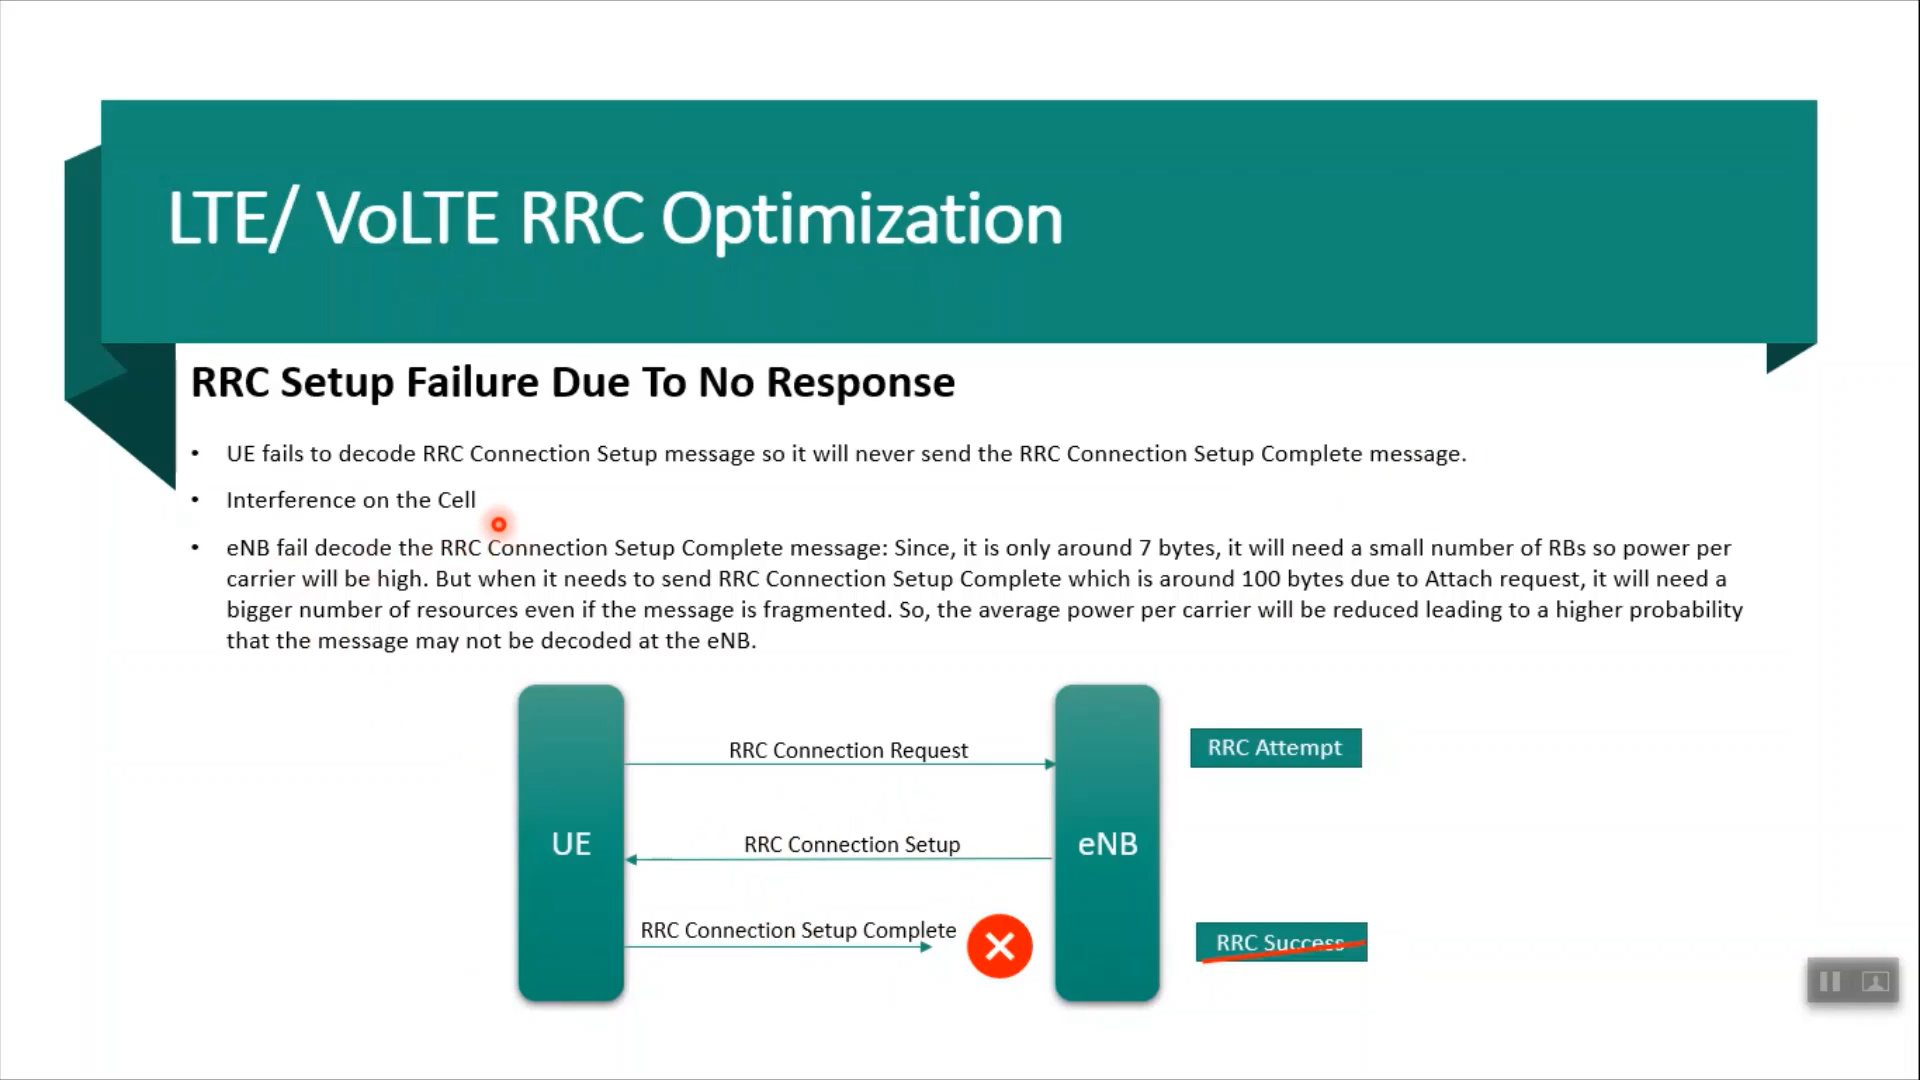 LTE/ VoLTE RRC Optimization
RRC Setup Failure Due To No Response
• UE fails to decode RRC Connection Setup message so it will never send the RRC Connection Setup Complete message.
• Interference on the Cell
• eNB fail decode the RRC Connection Setup Complete message: Since, it is only around 7 bytes, it will need a small number of RBs so power per
carrier will be high. But when it needs to send RRC Connection Setup Complete which is around 100 bytes due to Attach request, it will need a
bigger number of resources even if the message is fragmented. So, the average power per carrier will be reduced leading to a higher probability
that the message may not be decoded at the eNB.
RRC Connection Request
RRC Attempt
UE
RRC Connection Setup
eNB
RRC Connection Setup Complete
RRC Success